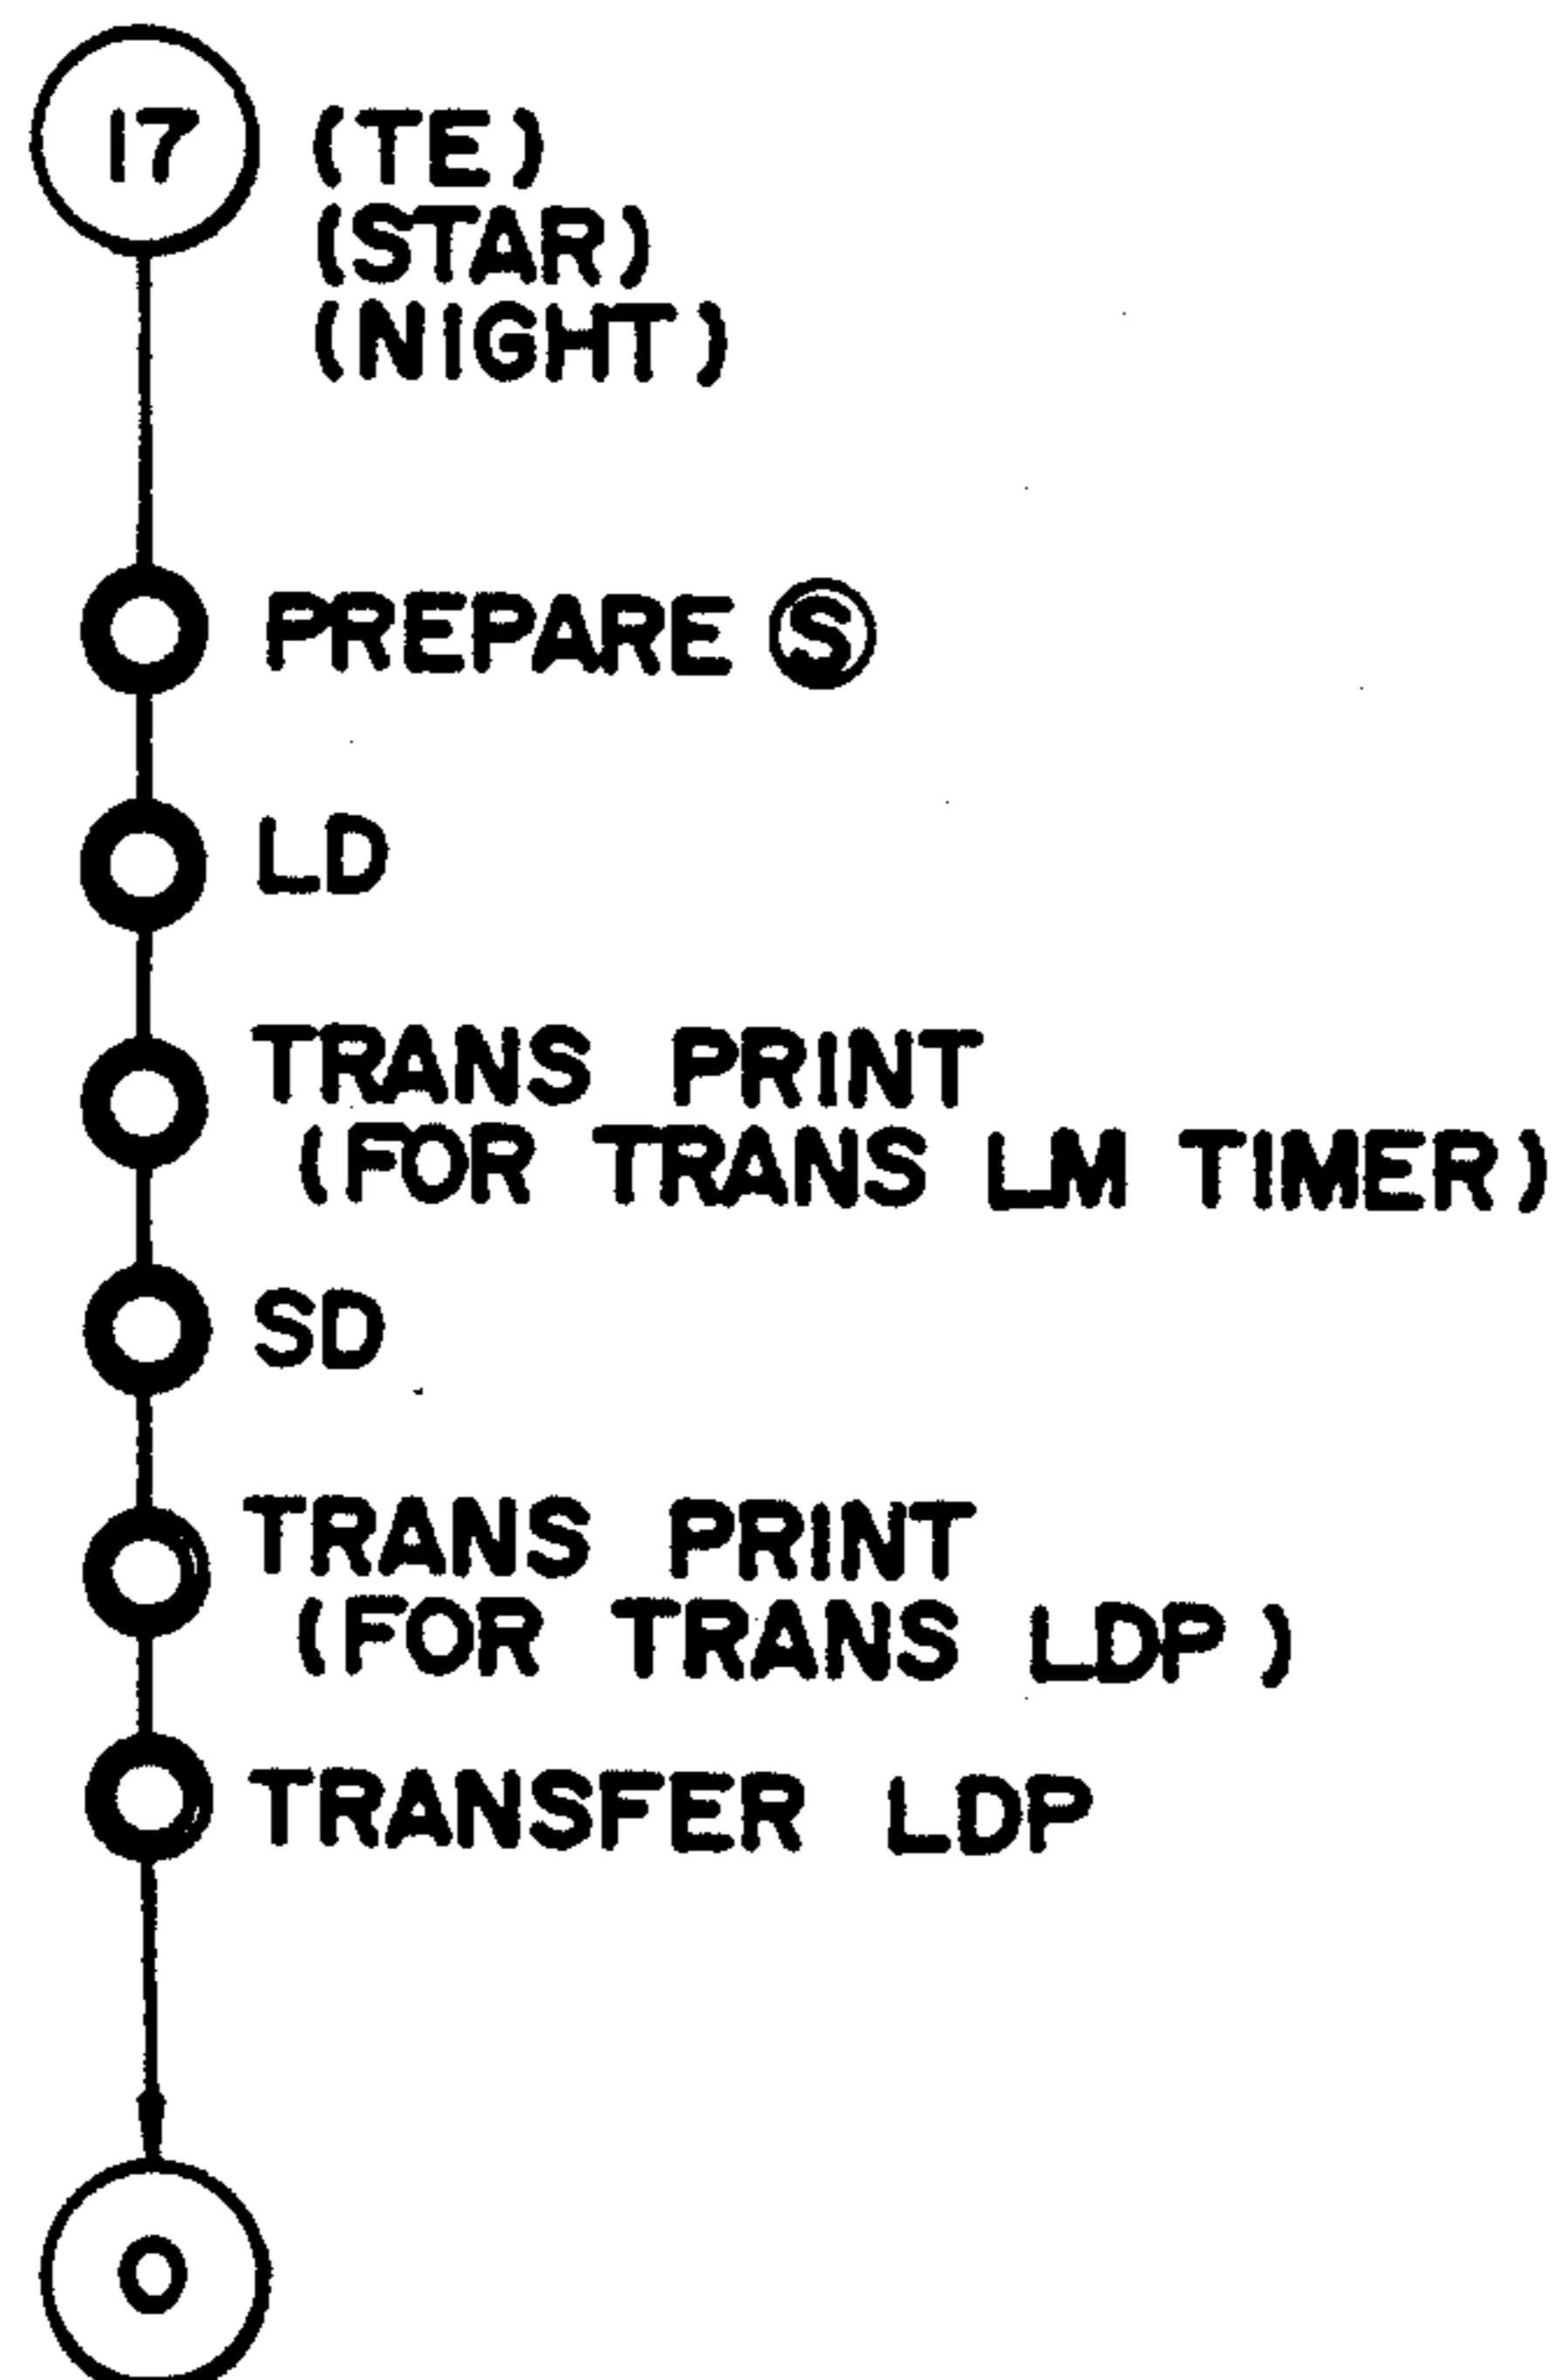 17 (TE)
(STAR)
(NIGHT)
PREPARE Ⓢ
LD
TRANS PRINT
(FOR TRANS LM TIMER)
SD
TRANS PRINT
(FOR TRANS LDP)
TRANSFER LDP
0